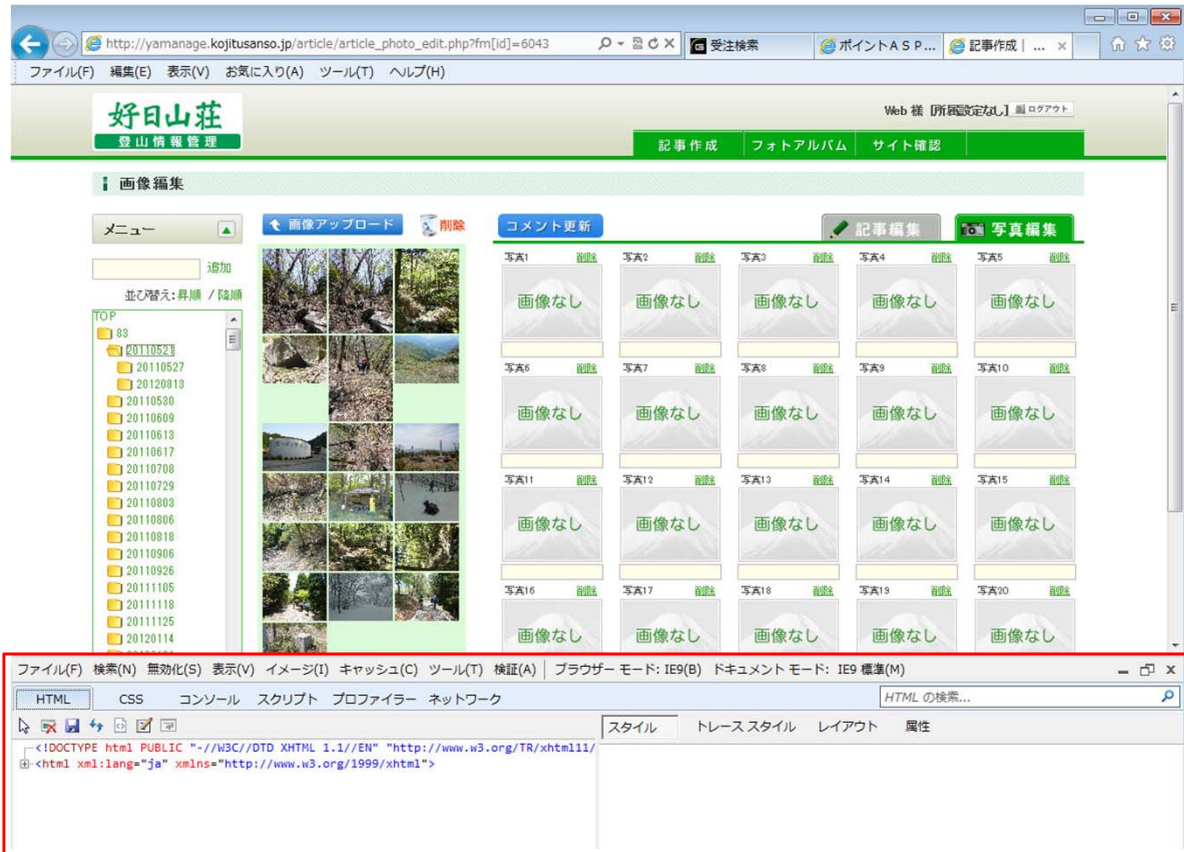 http://yamanage.kojitusanso.jp/article/article_photo_edit.php?fm[id]=6043
受注検索
ポイントＡＳＰ...
記事作成 | ...
ファイル(F) 編集(E) 表示(V) お気に入り(A) ツール(T) ヘルプ(H)
好日山荘
登山情報管理
Web 様 [所属設定なし] ログアウト
記事作成 フォトアルバム サイト確認
画像編集
メニュー
画像アップロード 削除
コメント更新 記事編集 写真編集
追加
並び替え:昇順 / 降順
TOP
83
20110521
20110527
20120813
20110530
20110609
20110613
20110617
20110708
20110729
20110803
20110806
20110818
20110906
20110926
20111105
20111118
20111125
20120114
写真1 削除 写真2 削除 写真3 削除 写真4 削除 写真5 削除
画像なし 画像なし 画像なし 画像なし 画像なし
写真6 削除 写真7 削除 写真8 削除 写真9 削除 写真10 削除
画像なし 画像なし 画像なし 画像なし 画像なし
写真11 削除 写真12 削除 写真13 削除 写真14 削除 写真15 削除
画像なし 画像なし 画像なし 画像なし 画像なし
写真16 削除 写真17 削除 写真18 削除 写真19 削除 写真20 削除
画像なし 画像なし 画像なし 画像なし 画像なし
ファイル(F) 検索(N) 無効化(S) 表示(V) イメージ(I) キャッシュ(C) ツール(T) 検証(A) ブラウザー モード: IE9(B) ドキュメント モード: IE9 標準(M)
HTML CSS コンソール スクリプト プロファイラー ネットワーク
HTML の検索...
スタイル トレース スタイル レイアウト 属性
<!DOCTYPE html PUBLIC "-//W3C//DTD XHTML 1.1//EN" "http://www.w3.org/TR/xhtml11/
<html xml:lang="ja" xmlns="http://www.w3.org/1999/xhtml">